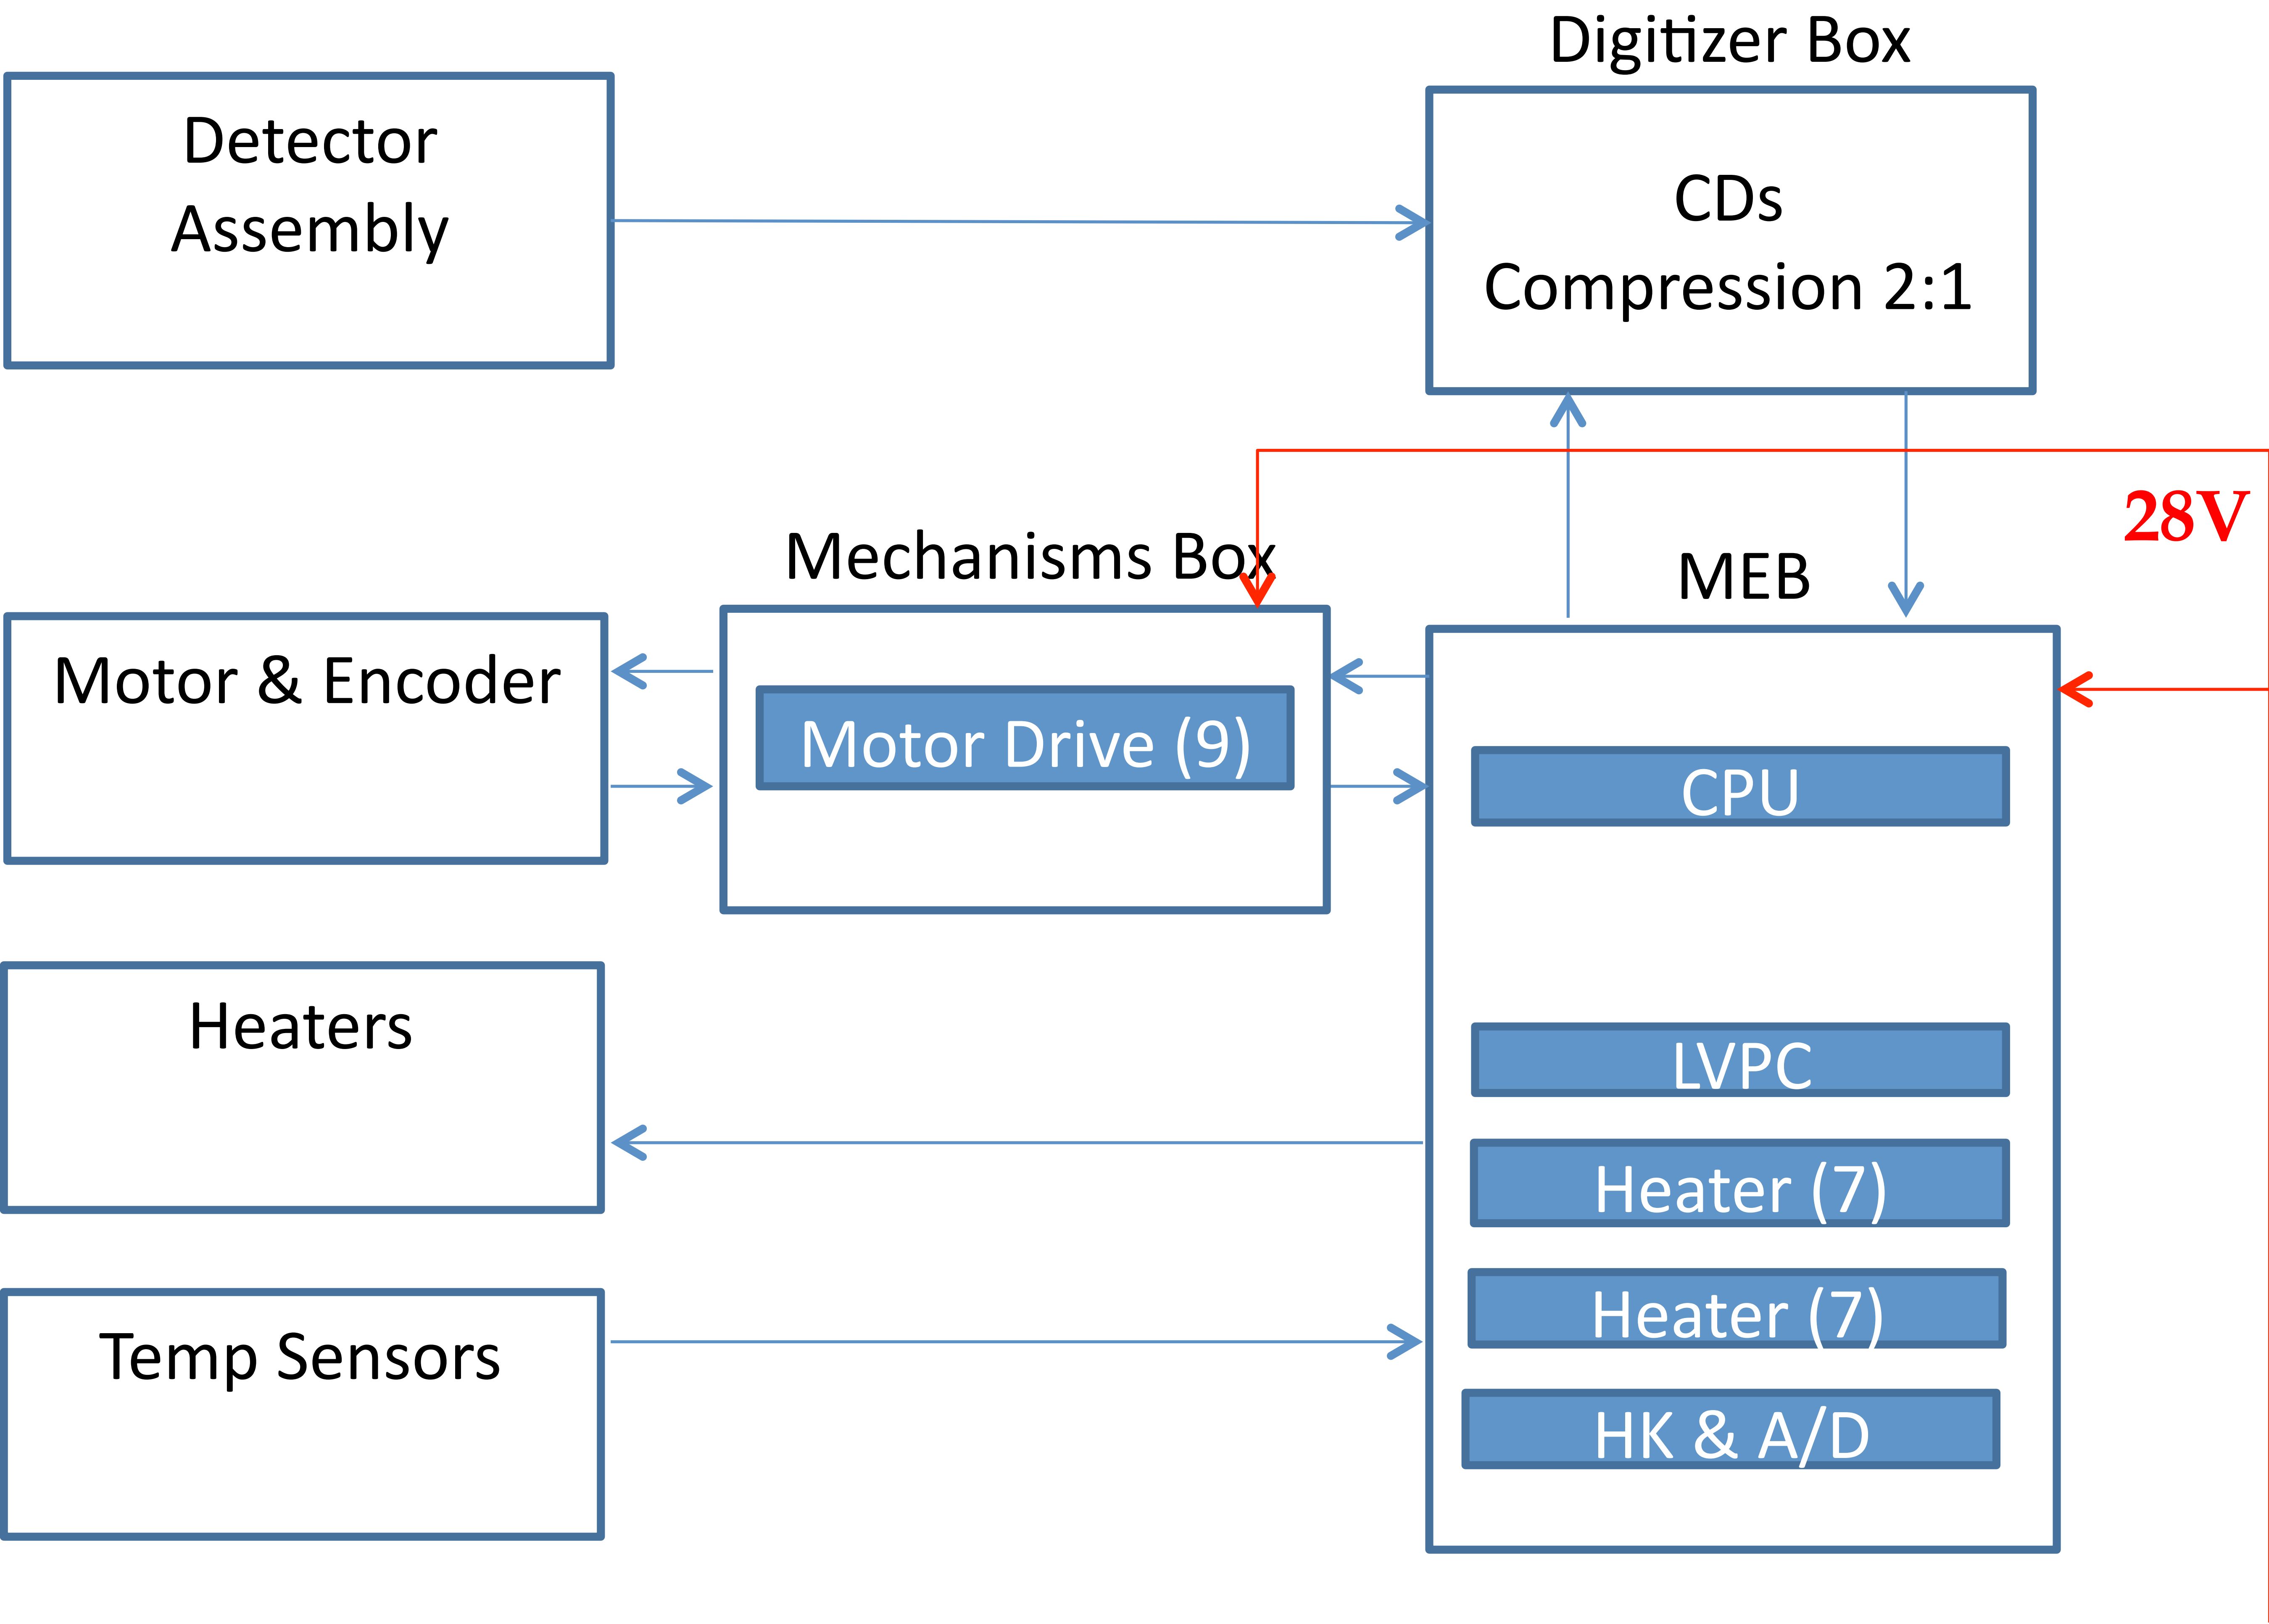 Digitizer Box
Detector
Assembly
CDs
Compression 2:1
28V
Mechanisms Box
MEB
Motor & Encoder
Motor Drive (9)
CPU
Heaters
LVPC
Heater (7)
Heater (7)
Temp Sensors
HK & A/D